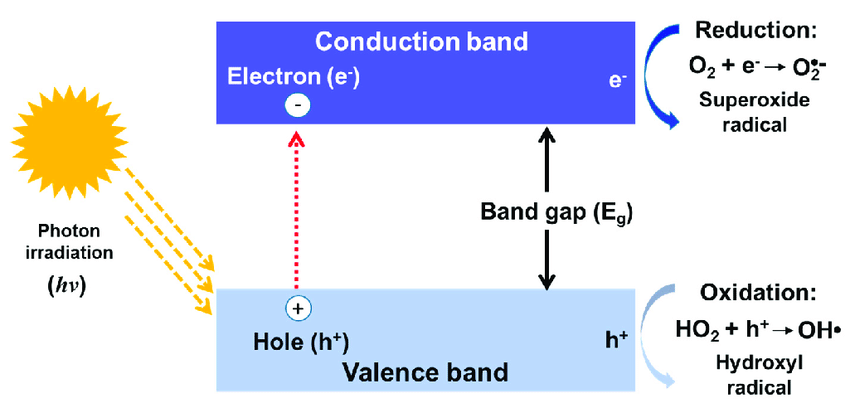 Conduction band
Electron (e-)
-
e-
Reduction:
O₂ + e- → O₂•-
Superoxide
radical
Photon
irradiation
(hv)
Band gap (Eg)
+
Hole (h⁺)
h⁺
Valence band
Oxidation:
HO₂ + h⁺ → OH•
Hydroxyl
radical